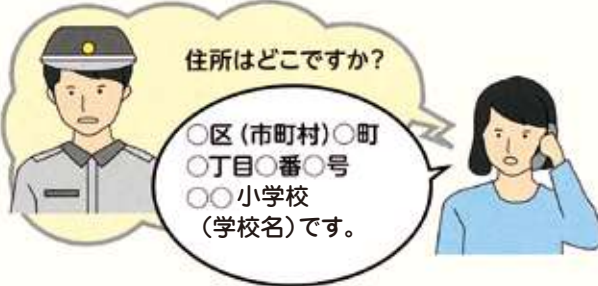 住所はどこですか?
○区(市町村)○町
○丁目○番○号
○○小学校
(学校名)です。